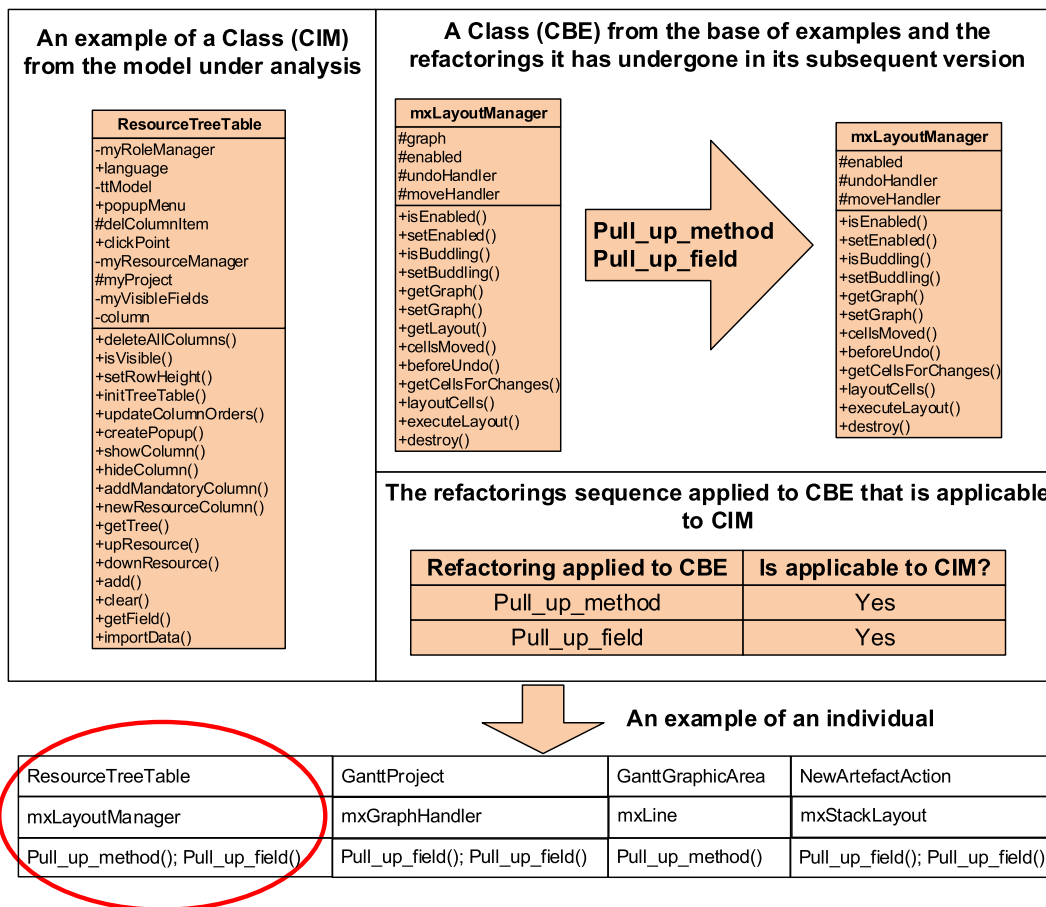 An example of a Class (CIM)
from the model under analysis
ResourceTreeTable
-myRoleManager
+language
-ttModel
+popupMenu
#delColumnItem
+clickPoint
-myResourceManager
#myProject
-myVisibleFields
-column
+deleteAllColumns()
+isVisible()
+setRowHeight()
+initTreeTable()
+updateColumnOrders()
+createPopup()
+showColumn()
+hideColumn()
+addMandatoryColumn()
+newResourceColumn()
+getTree()
+upResource()
+downResource()
+add()
+clear()
+getField()
+importData()
A Class (CBE) from the base of examples and the
refactorings it has undergone in its subsequent version
mxLayoutManager
#graph
#enabled
#undoHandler
#moveHandler
+isEnabled()
+setEnabled()
+isBuddling()
+setBuddling()
+getGraph()
+setGraph()
+getLayout()
+cellsMoved()
+beforeUndo()
+getCellsForChanges()
+layoutCells()
+executeLayout()
+destroy()
Pull_up_method
Pull_up_field
mxLayoutManager
#enabled
#undoHandler
#moveHandler
+isEnabled()
+setEnabled()
+isBuddling()
+setBuddling()
+getGraph()
+setGraph()
+cellsMoved()
+beforeUndo()
+getCellsForChanges()
+layoutCells()
+executeLayout()
+destroy()
The refactorings sequence applied to CBE that is applicable
to CIM
Refactoring applied to CBE Is applicable to CIM?
Pull_up_method Yes
Pull_up_field Yes
An example of an individual
ResourceTreeTable GanttProject GanttGraphicArea NewArtefactAction
mxLayoutManager mxGraphHandler mxLine mxStackLayout
Pull_up_method(); Pull_up_field() Pull_up_field(); Pull_up_field() Pull_up_method() Pull_up_field(); Pull_up_field()